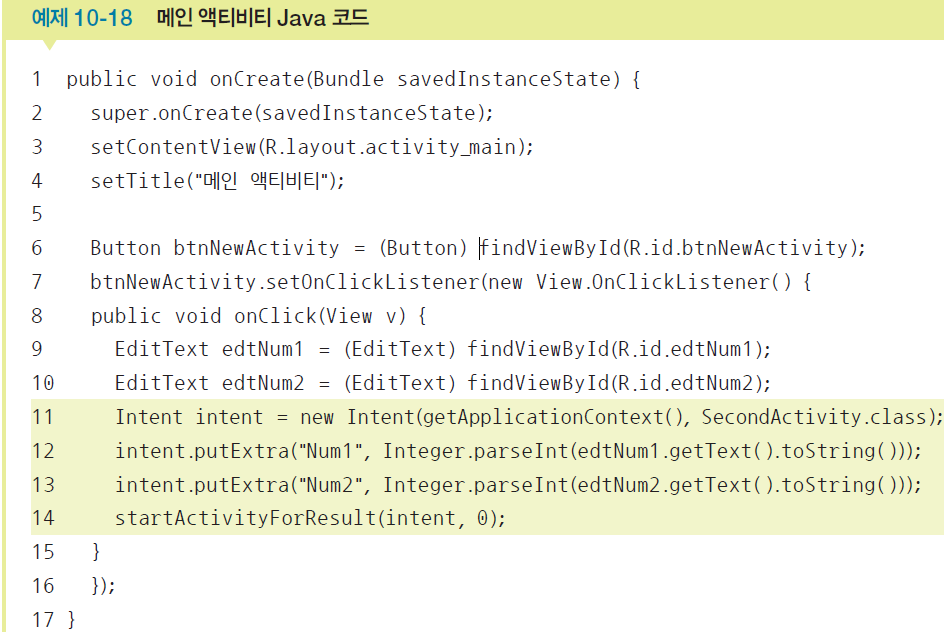 예제 10-18 메인 액티비티 Java 코드
1 public void onCreate(Bundle savedInstanceState) {
2 super.onCreate(savedInstanceState);
3 setContentView(R.layout.activity_main);
4 setTitle("메인 액티비티");
5
6 Button btnNewActivity = (Button) findViewById(R.id.btnNewActivity);
7 btnNewActivity.setOnClickListener(new View.OnClickListener() {
8 public void onClick(View v) {
9 EditText edtNum1 = (EditText) findViewById(R.id.edtNum1);
10 EditText edtNum2 = (EditText) findViewById(R.id.edtNum2);
11 Intent intent = new Intent(getApplicationContext(), SecondActivity.class);
12 intent.putExtra("Num1", Integer.parseInt(edtNum1.getText().toString()));
13 intent.putExtra("Num2", Integer.parseInt(edtNum2.getText().toString()));
14 startActivityForResult(intent, 0);
15 }
16 });
17 }